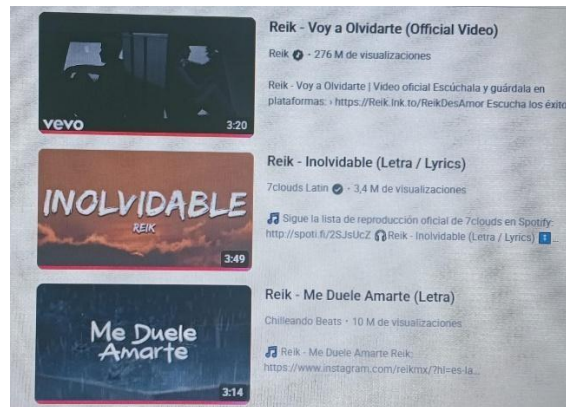 vevo
3:20
Reik - Voy a Olvidarte (Official Video)
Reik - 276 M de visualizaciones
Reik - Voy a Olvidarte | Video oficial Escúchala y guárdala en
plataformas: › https://Reik.lnk.to/ReikDesAmor Escucha los éxito
INOLVIDABLE
REIK
3:49
Reik - Inolvidable (Letra / Lyrics)
7clouds Latin - 3,4 M de visualizaciones
Sigue la lista de reproducción oficial de 7clouds en Spotify:
http://spoti.fi/2SJsUcZ Reik - Inolvidable (Letra / Lyrics) ...
Me Duele
Amarte
3:14
Reik - Me Duele Amarte (Letra)
Chilleando Beats • 10 M de visualizaciones
Reik - Me Duele Amarte Reik:
https://www.instagram.com/reikmx/?hl=es-la...